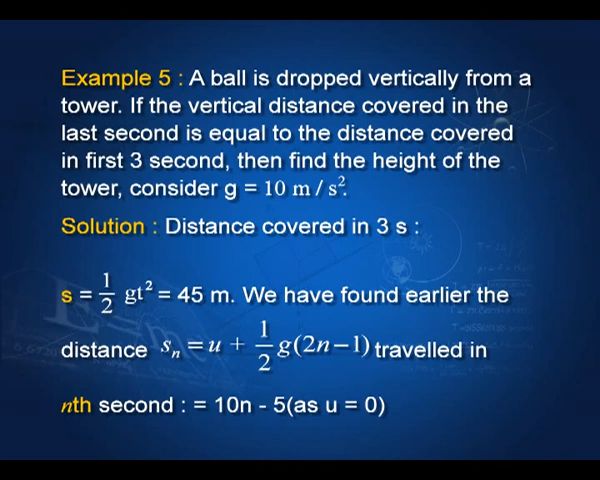 Example 5 : A ball is dropped vertically from a
tower. If the vertical distance covered in the
last second is equal to the distance covered
in first 3 second, then find the height of the
tower, consider g = 10 m / s².
Solution : Distance covered in 3 s :
s = 1/2 gt² = 45 m. We have found earlier the
distance sₙ = u + 1/2 g(2n−1) travelled in
nth second : = 10n - 5(as u = 0)